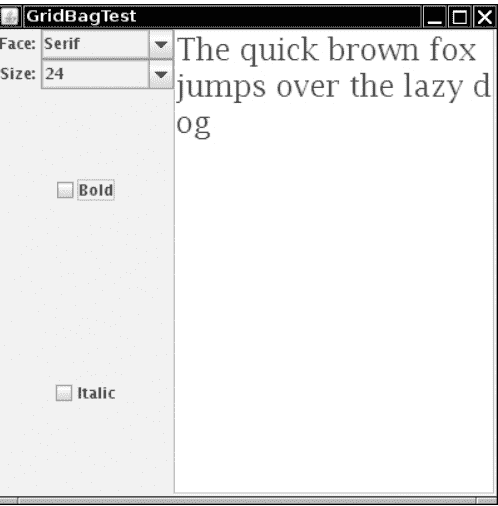 GridBagTest
Face: Serif
Size: 24
The quick brown fox
jumps over the lazy d
og
Bold
Italic